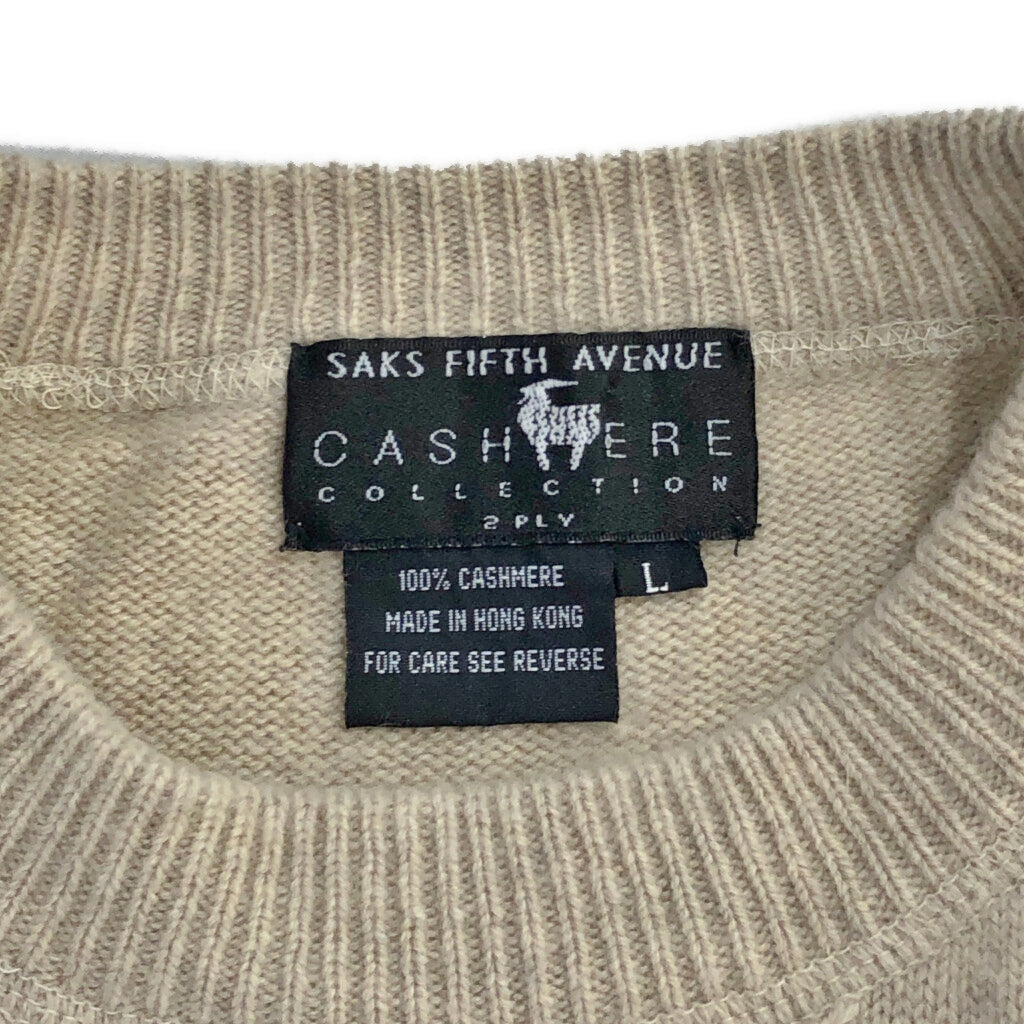 SAKS FIFTH AVENUE
CASHMERE
COLLECTION
2 PLY
L
100% CASHMERE
MADE IN HONG KONG
FOR CARE SEE REVERSE